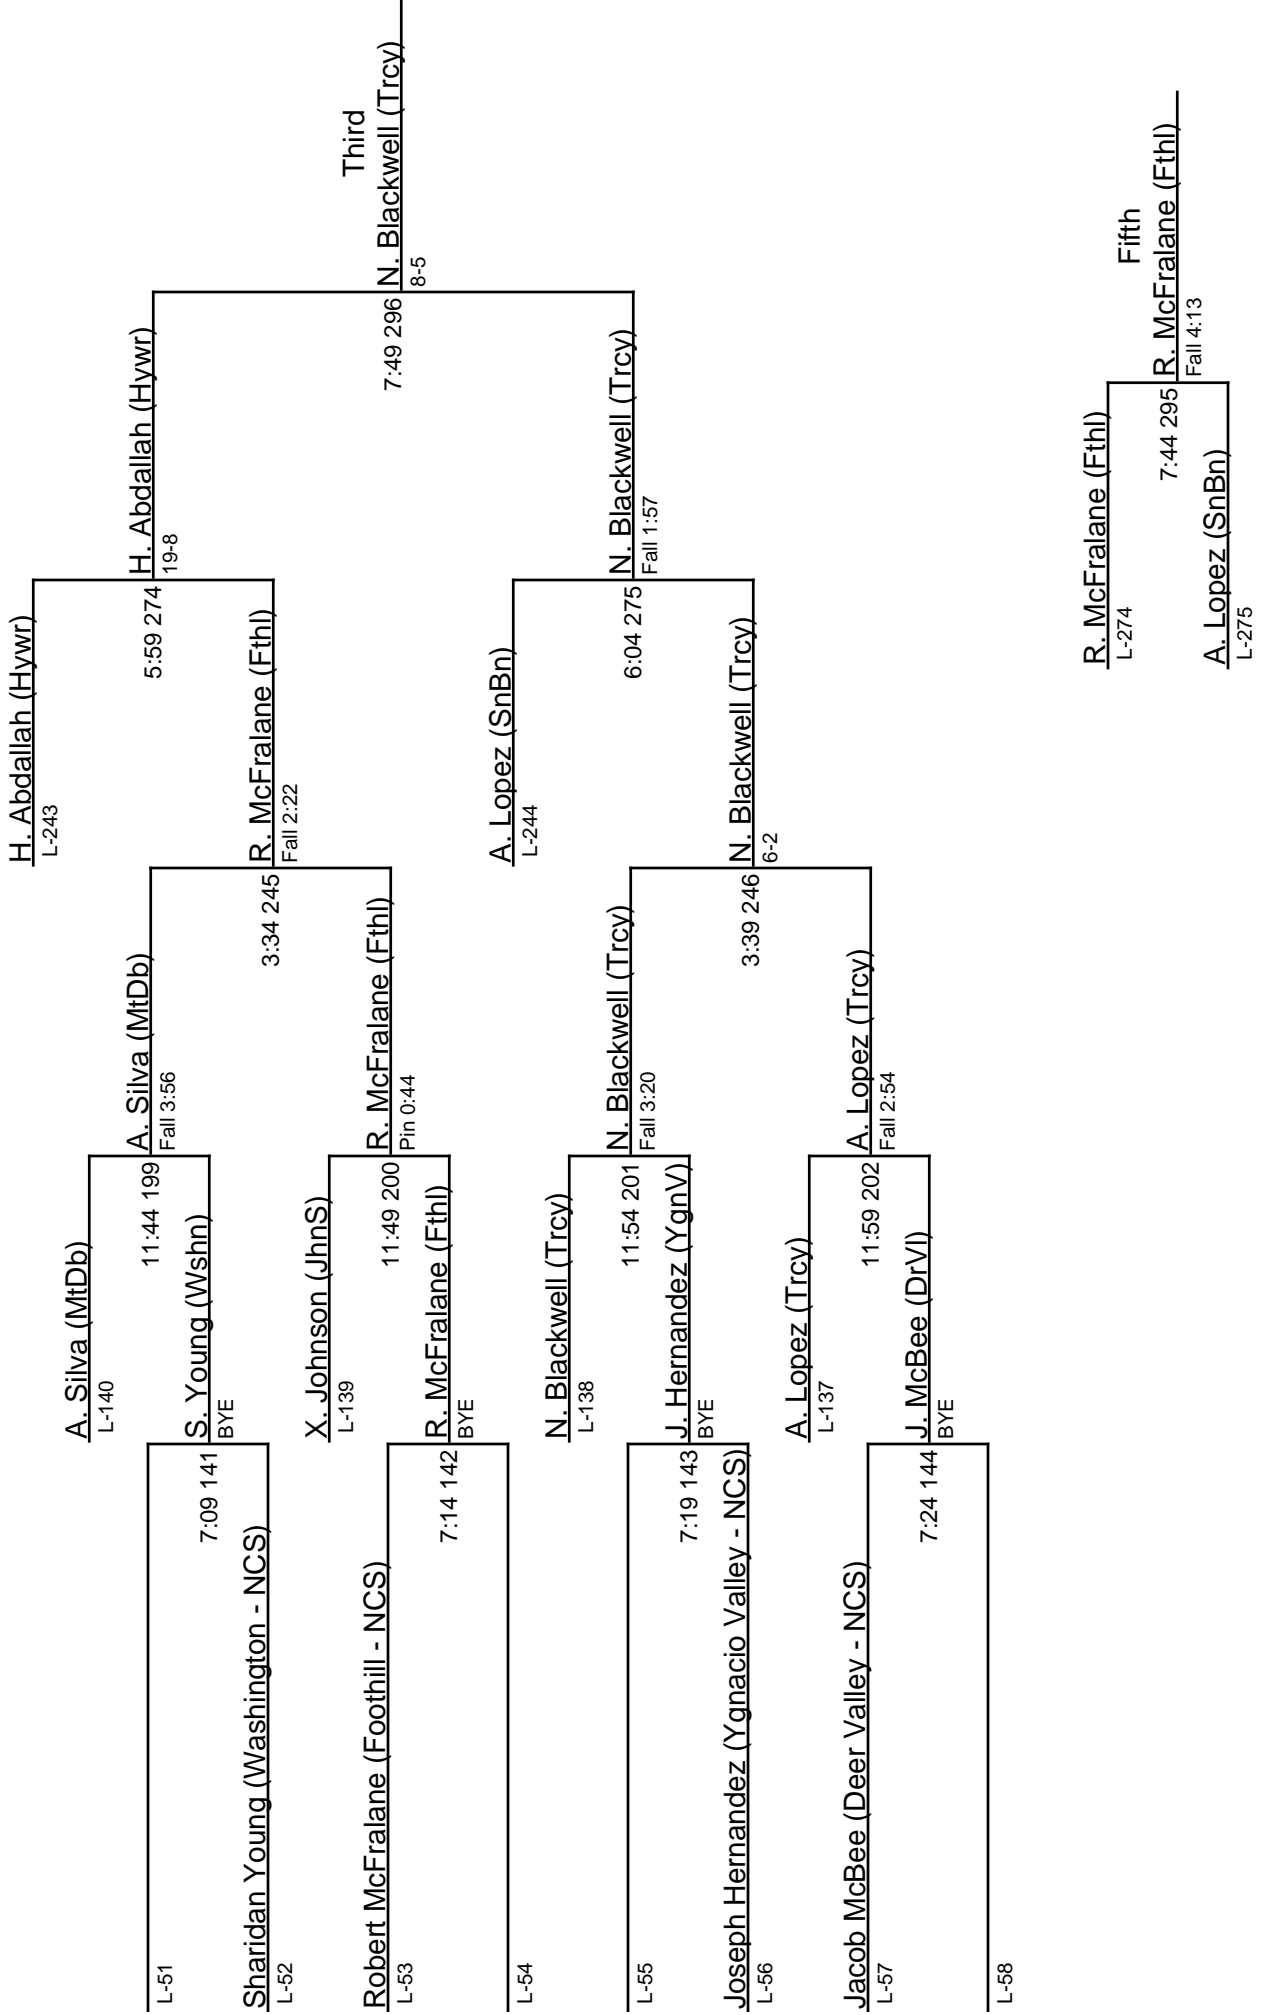 L-51
Sharidan Young (Washington - NCS)
L-52
Robert McFralane (Foothill - NCS)
L-53
L-54
L-55
Joseph Hernandez (Ygnacio Valley - NCS)
L-56
Jacob McBee (Deer Valley - NCS)
L-57
L-58
7:09 141
7:14 142
7:19 143
7:24 144
A. Silva (MtDb)
L-140
S. Young (Wshn)
BYE
X. Johnson (JhnS)
L-139
R. McFralane (Fthl)
BYE
N. Blackwell (Trcy)
L-138
J. Hernandez (YgnV)
BYE
A. Lopez (Trcy)
L-137
J. McBee (DrVl)
BYE
11:44 199
11:49 200
11:54 201
11:59 202
A. Silva (MtDb)
Fall 3:56
R. McFralane (Fthl)
Pin 0:44
N. Blackwell (Trcy)
Fall 3:20
A. Lopez (Trcy)
Fall 2:54
3:34 245
3:39 246
H. Abdallah (Hywr)
L-243
R. McFralane (Fthl)
Fall 2:22
A. Lopez (SnBn)
L-244
N. Blackwell (Trcy)
6-2
5:59 274
6:04 275
H. Abdallah (Hywr)
19-8
N. Blackwell (Trcy)
Fall 1:57
7:49 296
Third
N. Blackwell (Trcy)
8-5
R. McFralane (Fthl)
L-274
A. Lopez (SnBn)
L-275
7:44 295
Fifth
R. McFralane (Fthl)
Fall 4:13